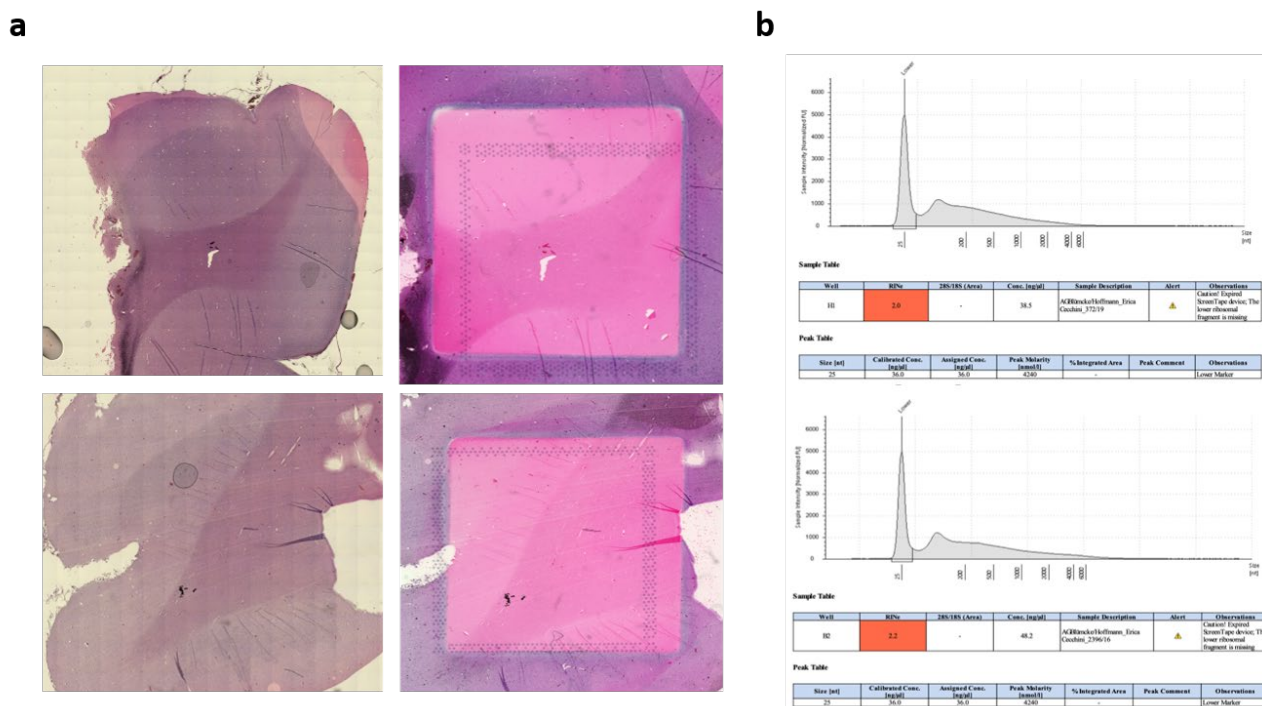 a
b
Lower
Sample Intensity [Normalized FU]
6000
5000
4000
3000
2000
1000
0
25
200
500
1000
2000
4000
6000
Size
[nt]
Sample Table
Well RINe 28S/18S (Area) Conc. [ng/µl] Sample Description Alert Observations
H1 2.0 - 38.5 Cecchini_372/19 Caution! Expired
ScreenTape device; The
lower ribosomal
fragment is missing
Peak Table
Size [nt] Calibrated Conc. [ng/µl] Assigned Conc. [ng/µl] Peak Molarity [nmol/l] % Integrated Area Peak Comment Observations
25 36.0 36.0 4240 - Lower Marker
Lower
Sample Intensity [Normalized FU]
6000
5000
4000
3000
2000
1000
0
25
200
500
1000
2000
4000
6000
Size
[nt]
Sample Table
Well RINe 28S/18S (Area) Conc. [ng/µl] Sample Description Alert Observations
B2 2.2 - 48.2 Cecchini_2396/16 Caution! Expired
ScreenTape device; Th
lower ribosomal
fragment is missing
Peak Table
Size [nt] Calibrated Conc. [ng/µl] Assigned Conc. [ng/µl] Peak Molarity [nmol/l] % Integrated Area Peak Comment Observations
25 36.0 36.0 4240 - Lower Marker